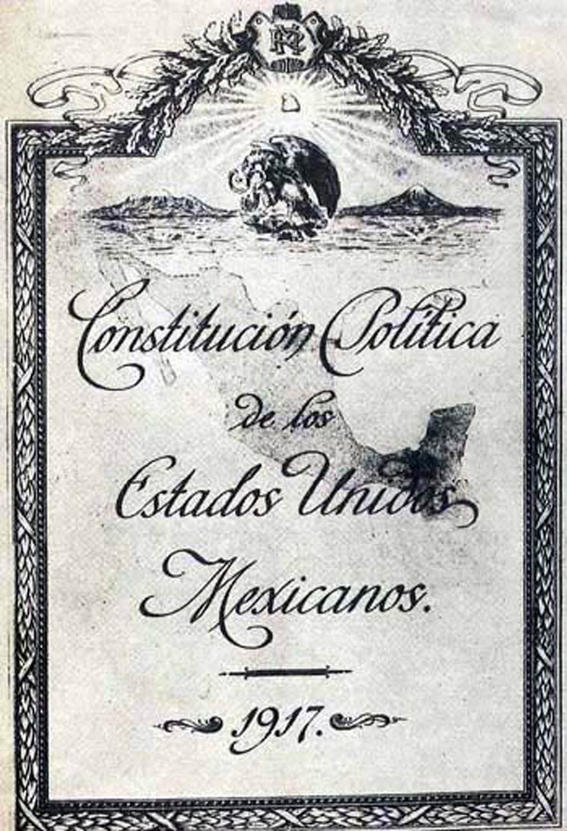 Constitución Política
de los
Estados Unidos
Mexicanos.
1917.